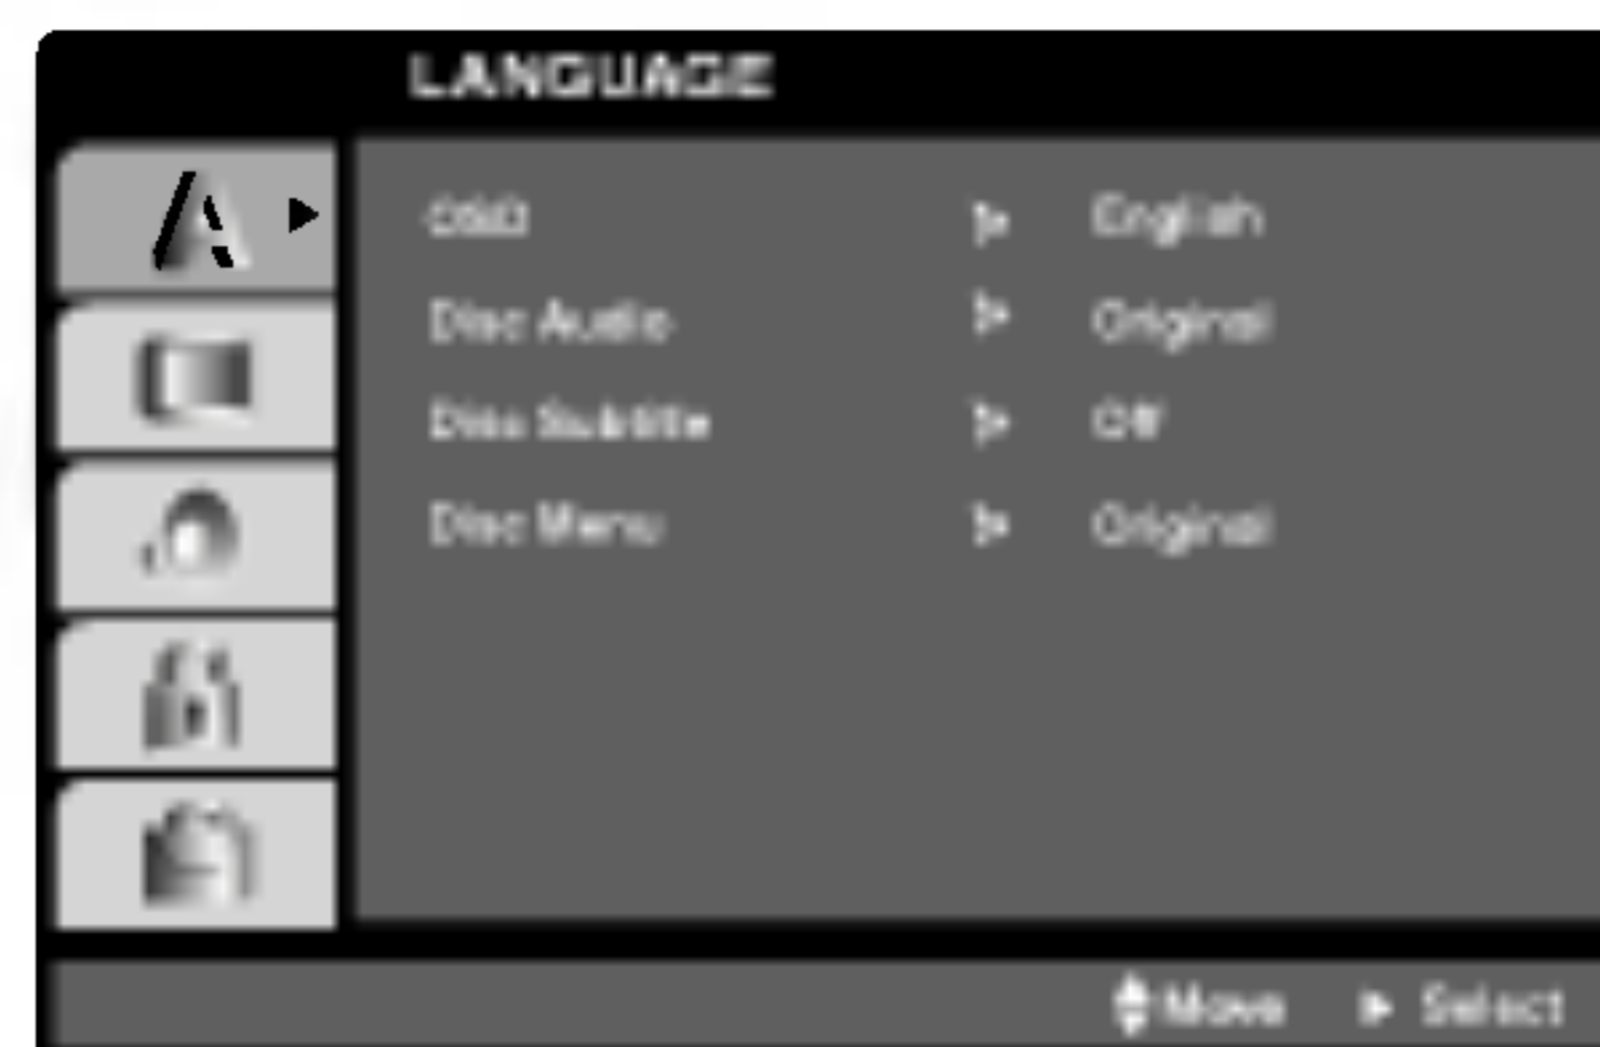 LANGUAGE
OSD English
Disc Audio Original
Disc Subtitle Off
Disc Menu Original
Move Select